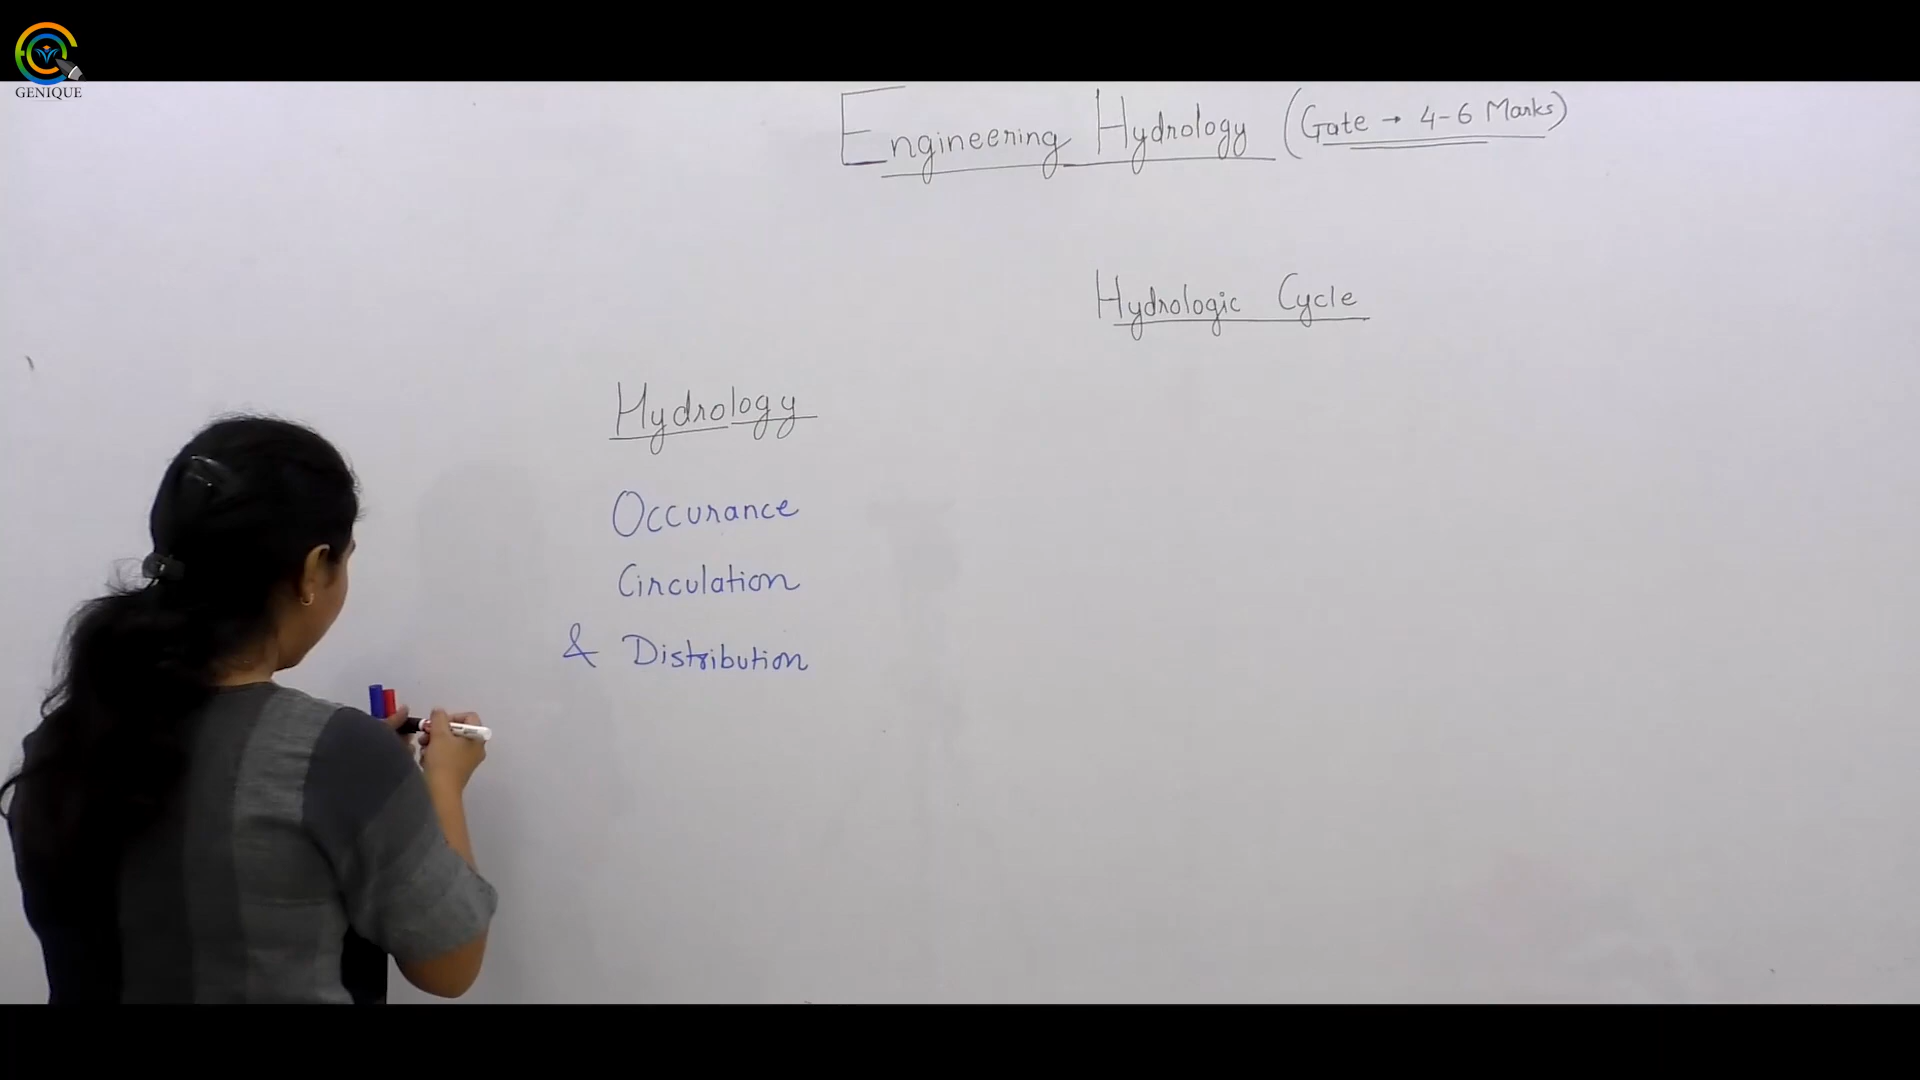 GENIQUE
Engineering Hydrology (Gate → 4-6 Marks)
Hydrologic Cycle
Hydrology
Occurance
Circulation
& Distribution